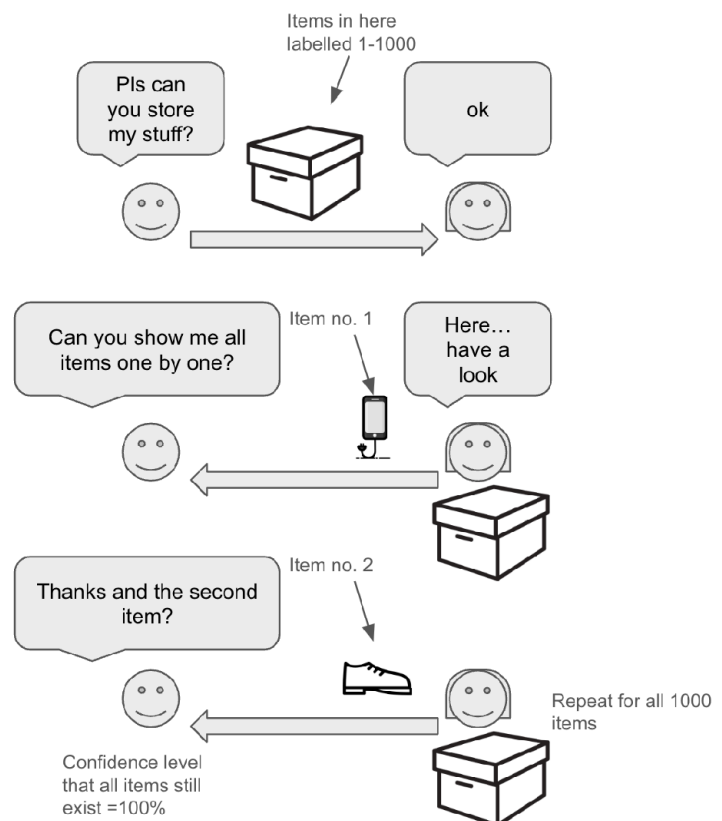 Items in here
labelled 1-1000
Pls can
you store
my stuff?
ok
Can you show me all
items one by one?
Item no. 1
Here...
have a
look
Thanks and the second
item?
Item no. 2
Repeat for all 1000
items
Confidence level
that all items still
exist =100%